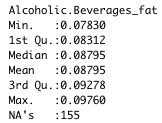 Alcoholic.Beverages_fat
Min.   :0.07830
1st Qu.:0.08312
Median :0.08795
Mean   :0.08795
3rd Qu.:0.09278
Max.   :0.09760
NA's   :155